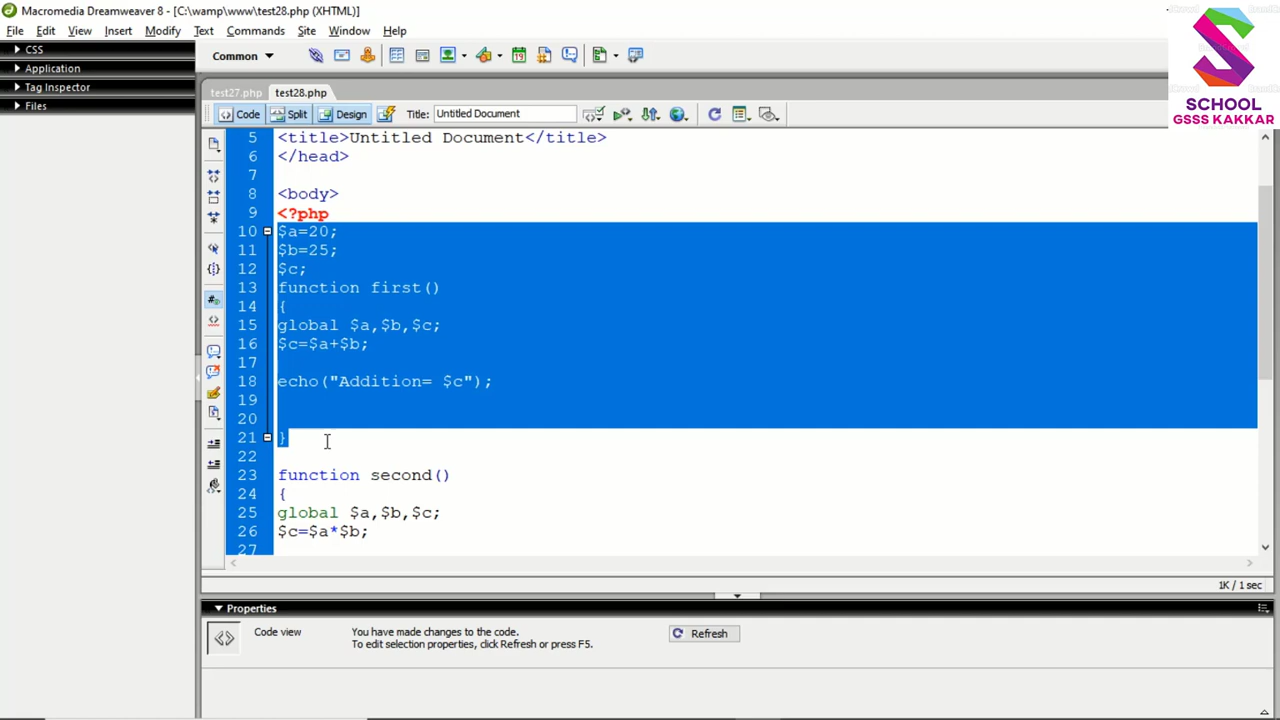 Macromedia Dreamweaver 8 - [C:\wamp\www\test28.php (XHTML)]
File Edit View Insert Modify Text Commands Site Window Help
CSS
Application
Tag Inspector
Files
Common
test27.php test28.php
Code Split Design Title: Untitled Document
SCHOOL
GSSS KAKKAR
5 <title>Untitled Document</title>
6 </head>
7
8 <body>
9 <?php
10 $a=20;
11 $b=25;
12 $c;
13 function first()
14 {
15 global $a,$b,$c;
16 $c=$a+$b;
17
18 echo("Addition= $c");
19
20
21 }
22
23 function second()
24 {
25 global $a,$b,$c;
26 $c=$a*$b;
27
1K / 1 sec
Properties
Code view
You have made changes to the code.
To edit selection properties, click Refresh or press F5.
Refresh